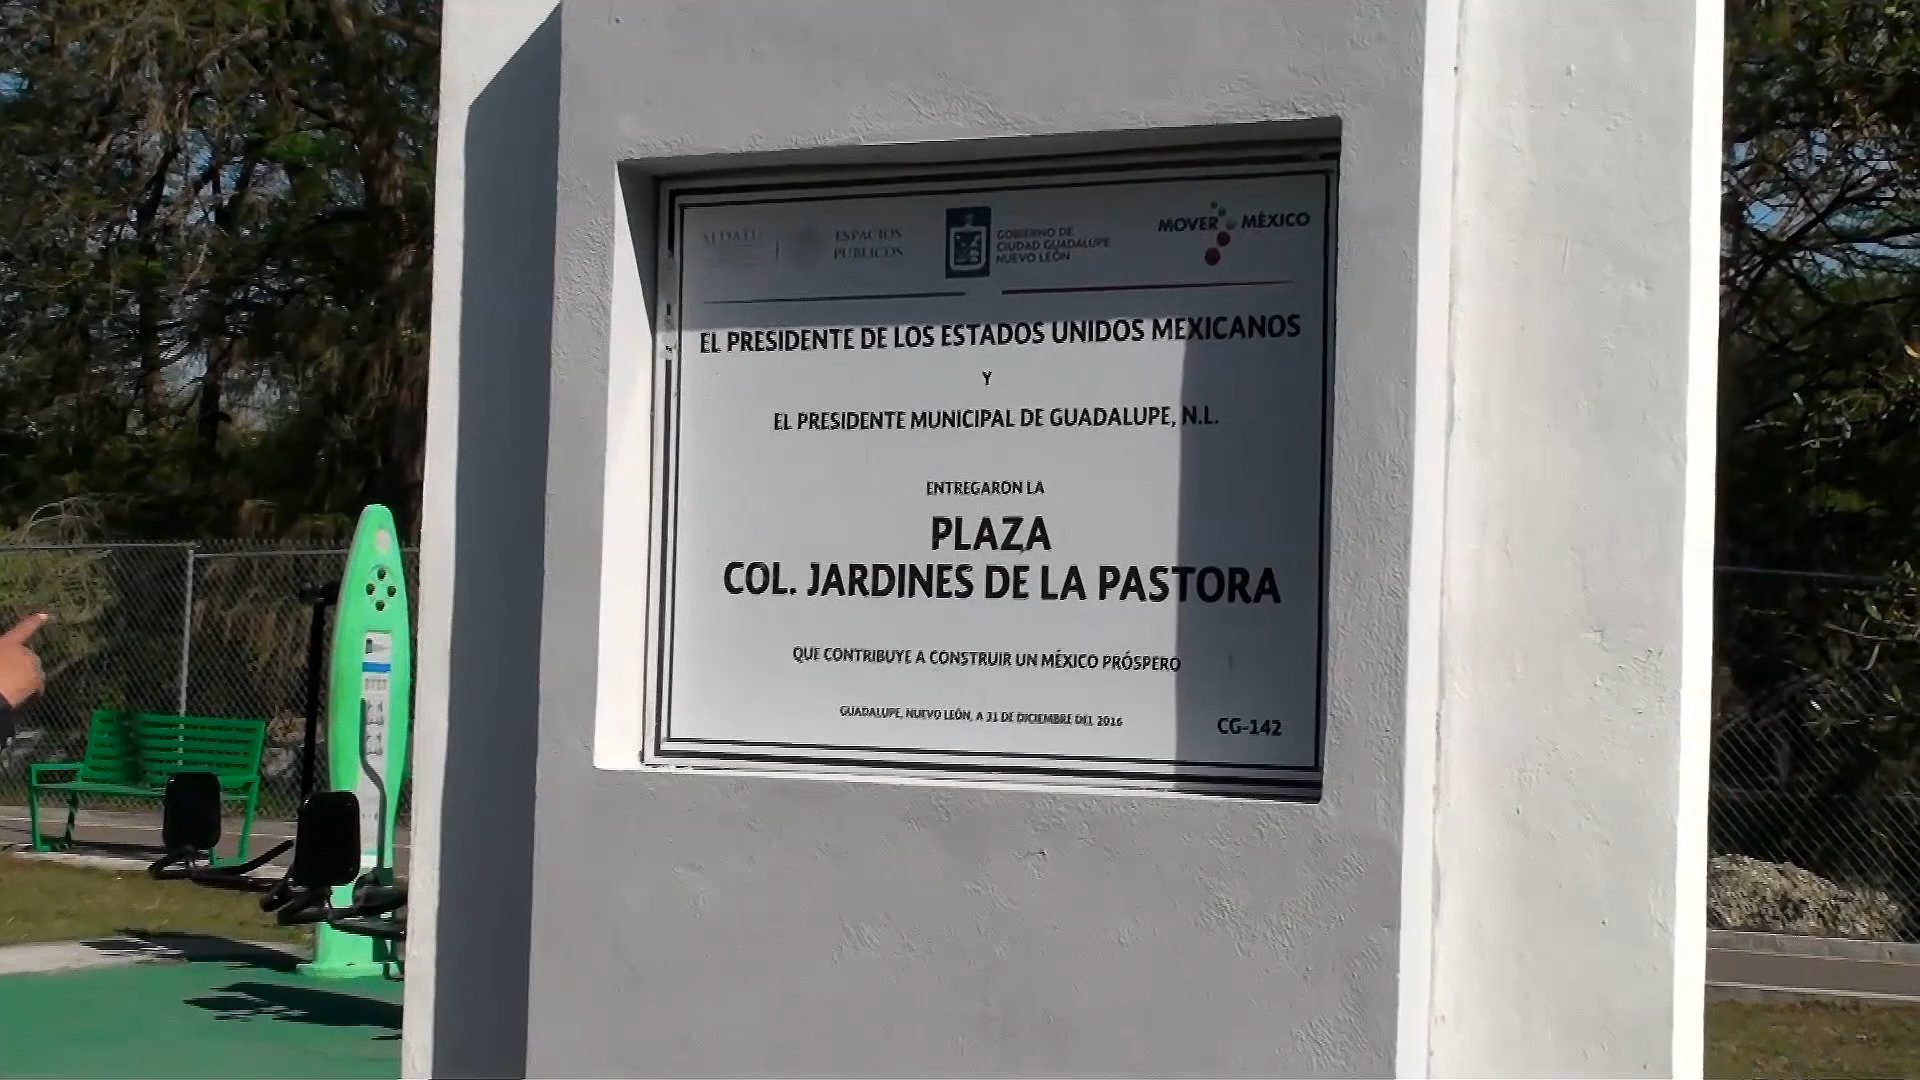 SEDATU
ESPACIOS
PÚBLICOS
GOBIERNO DE
CIUDAD GUADALUPE
NUEVO LEÓN
MOVER MÉXICO
EL PRESIDENTE DE LOS ESTADOS UNIDOS MEXICANOS
Y
EL PRESIDENTE MUNICIPAL DE GUADALUPE, N.L.
ENTREGARON LA
PLAZA
COL. JARDINES DE LA PASTORA
QUE CONTRIBUYE A CONSTRUIR UN MÉXICO PRÓSPERO
GUADALUPE, NUEVO LEÓN, A 31 DE DICIEMBRE DEL 2016
CG-142